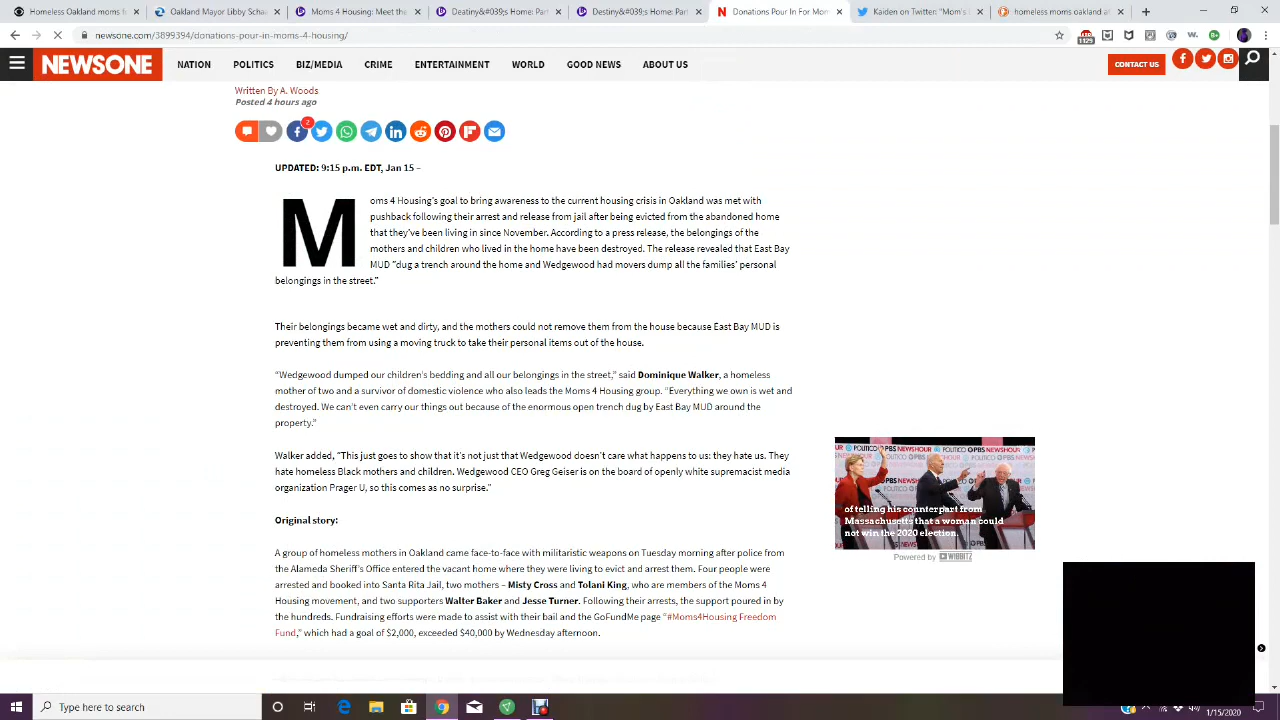 Homeless moms f
Oakland Mayor Libby Schaa
Moms 4 Housing: Meet the
Destiny&#039;s Home: Part
Destiny&#039;s Home: Part
Donations Pour In For Mom
Kaiden on Twitter: "Mom's
homeless moms oakland at
newsone.com/3899394/donations-pour-in-moms-4-housing/
1125
NEWSONE
NATION
POLITICS
BIZ/MEDIA
CRIME
ENTERTAINMENT
WORLD
GOOD NEWS
ABOUT US
CONTACT US
Written By A. Woods
Posted 4 hours ago
2
UPDATED: 9:15 p.m. EDT, Jan 15 –
Moms 4 Housing's goal to bring awareness to the current housing crisis in Oakland was met with
pushback following their arrest and release from jail after being evicted from the abandoned home
that they've been living in since November. According to a press release, the belongings of the
mothers and children who lived in the home have been destroyed. The release revealed that East Bay
MUD "dug a trench around the home and Wedgewood had movers dump all the families' personal
belongings in the street."
Their belongings became wet and dirty, and the mothers could not remove them from the house because East Bay MUD is
preventing them from using a moving truck to take their personal items out of the house.
"Wedgewood dumped our children's bedding and all our belongings in the street," said Dominique Walker, a homeless
mother of two and a survivor of domestic violence who also leads the Moms 4 Housing group. "Everything we own is wet and
destroyed. We can't even carry our things out because of the enormous open trench dug by East Bay MUD around the
property."
Walker added, "This just goes to show that it's not just that Wedgewood doesn't care what happens to us: they hate us. They
hate homeless Black mothers and children. Wedgewood CEO Greg Geiser is on the board of openly white supremacist media
organization Prager U, so this comes as no surprise."
Original story:
A group of homeless mothers in Oakland came face-to-face with militaristic weapons on Tuesday morning after police from
the Alameda Sheriff's Office entered the vacant home where they were living to evict and arrest them. Four people were
arrested and booked into Santa Rita Jail, two mothers – Misty Cross and Tolani King, who are members of the Moms 4
Housing movement, and two supporters Walter Baker and Jesse Turner. Following their arrests, the support poured in by
the hundreds. Fundraising efforts were made to assist with their bail and the GoFundMe page "#Moms4Housing Freedom
Fund," which had a goal of $2,000, exceeded $40,000 by Wednesday afternoon.
POLITICO PBS NEWSHOUR
of telling his counterpart from
Massachusetts that a woman could
not win the 2020 election.
Powered by WIBBITZ
Type here to search
1/15/2020